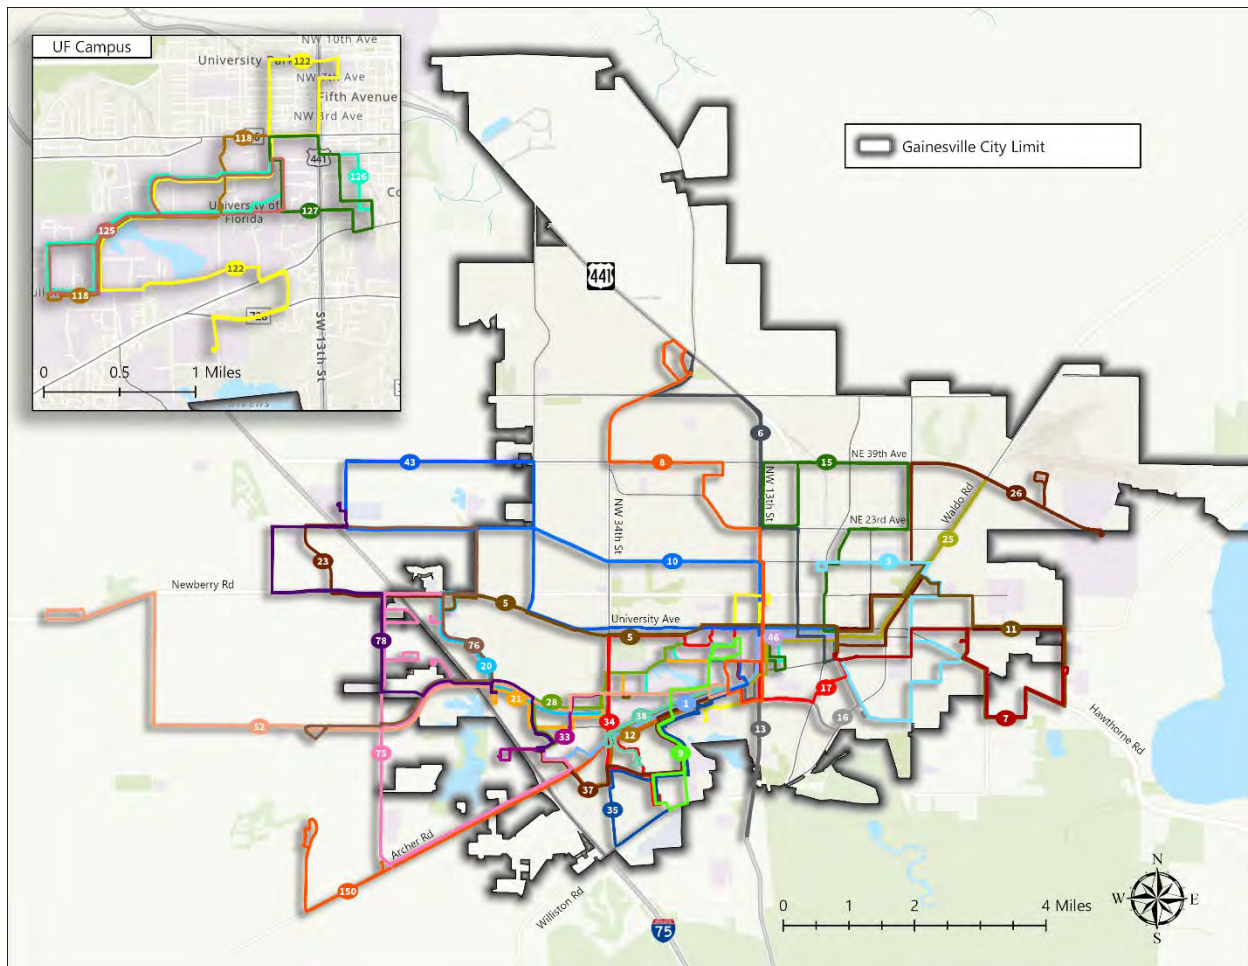 UF Campus
NW 10th Ave
University Park
122
NW 7th Ave
Fifth Avenue
NW 3rd Ave
118
441
126
University of
Florida
127
125
122
118
SW 13th St
0 0.5 1 Miles
Gainesville City Limit
441
6
43
8
15
NE 39th Ave
NW 13th St
26
Waldo Rd
NW 34th St
NE 23rd Ave
25
23
10
3
Newberry Rd
5
University Ave
5
46
11
78
76
20
17
21
28
1
52
34
38
16
7
33
12
13
Hawthorne Rd
75
9
37
35
Archer Rd
150
Williston Rd
75
0 1 2 4 Miles
N
W E
S